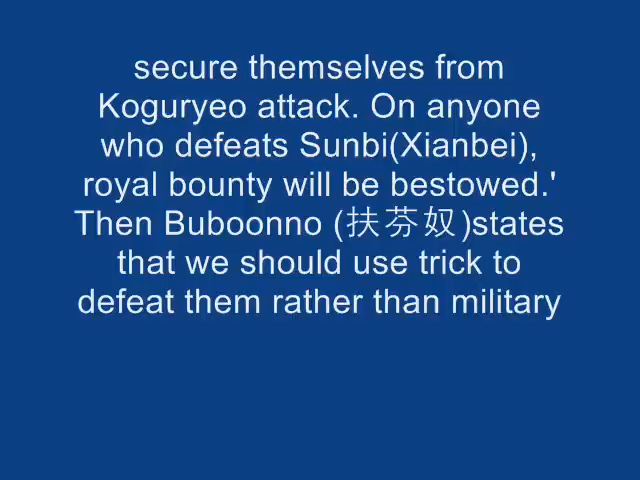 secure themselves from
Koguryeo attack. On anyone
who defeats Sunbi(Xianbei),
royal bounty will be bestowed.'
Then Buboonno (扶芬奴)states
that we should use trick to
defeat them rather than military